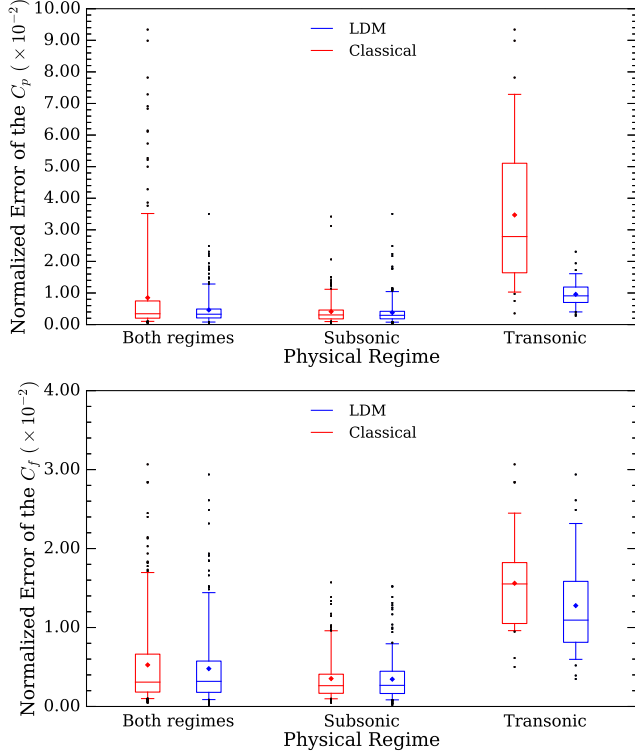 Normalized Error of the C_p (×10^{-2})
10.00
9.00
8.00
7.00
6.00
5.00
4.00
3.00
2.00
1.00
0.00
LDM
Classical
Both regimes Subsonic Transonic
Physical Regime
Normalized Error of the C_f (×10^{-2})
4.00
3.00
2.00
1.00
0.00
LDM
Classical
Both regimes Subsonic Transonic
Physical Regime